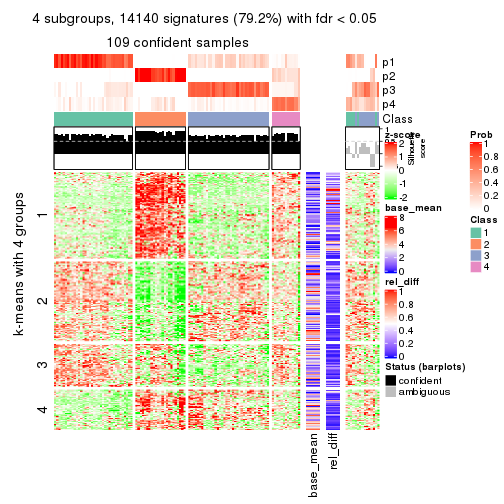 4 subgroups, 14140 signatures (79.2%) with fdr < 0.05
109 confident samples
p1
p2
p3
p4
Class
1
Silhouette
score
k-means with 4 groups
1
2
3
4
base_mean
rel_diff
z-score
2
1
0
-1
-2
base_mean
8
6
4
2
0
rel_diff
1
0.8
0.6
0.4
0.2
0
Status (barplots)
confident
ambiguous
Prob
1
0.8
0.6
0.4
0.2
0
Class
1
2
3
4